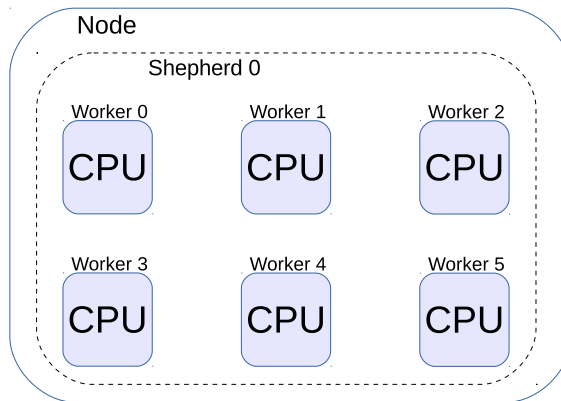 Node
Shepherd 0
Worker 0
Worker 1
Worker 2
CPU
CPU
CPU
Worker 3
Worker 4
Worker 5
CPU
CPU
CPU